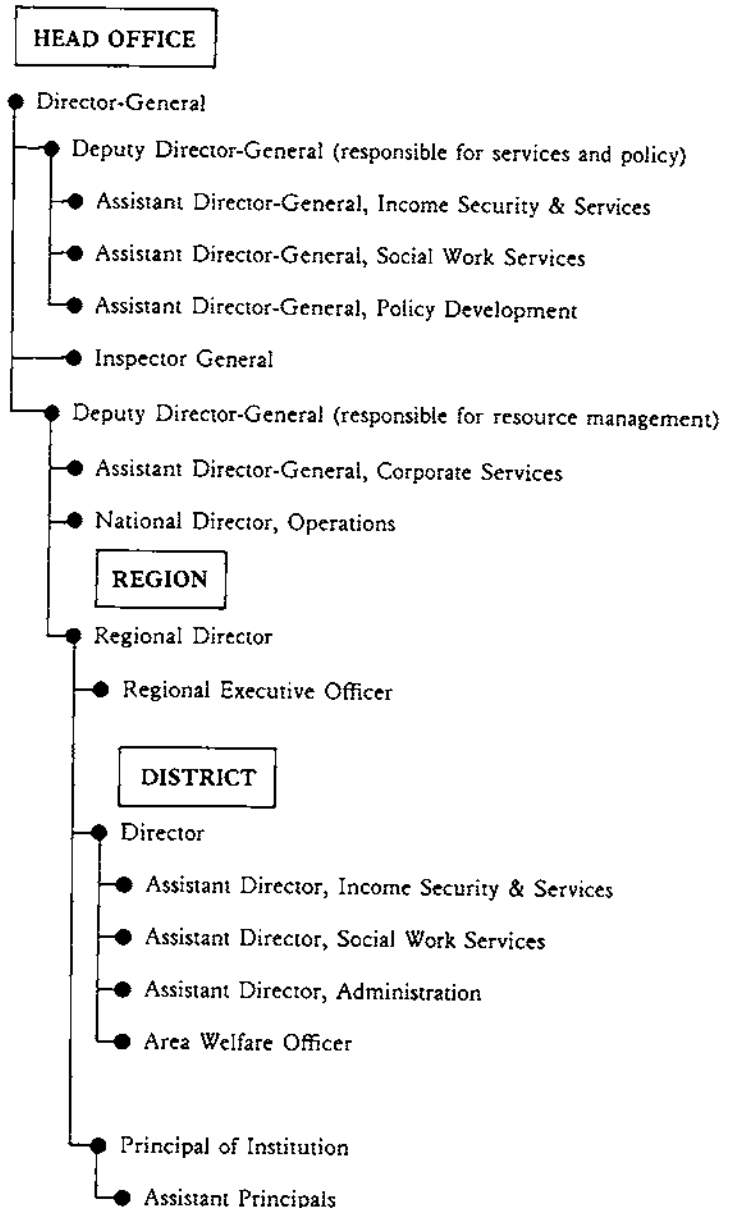 HEAD OFFICE
Director-General
Deputy Director-General (responsible for services and policy)
Assistant Director-General, Income Security & Services
Assistant Director-General, Social Work Services
Assistant Director-General, Policy Development
Inspector General
Deputy Director-General (responsible for resource management)
Assistant Director-General, Corporate Services
National Director, Operations
REGION
Regional Director
Regional Executive Officer
DISTRICT
Director
Assistant Director, Income Security & Services
Assistant Director, Social Work Services
Assistant Director, Administration
Area Welfare Officer
Principal of Institution
Assistant Principals